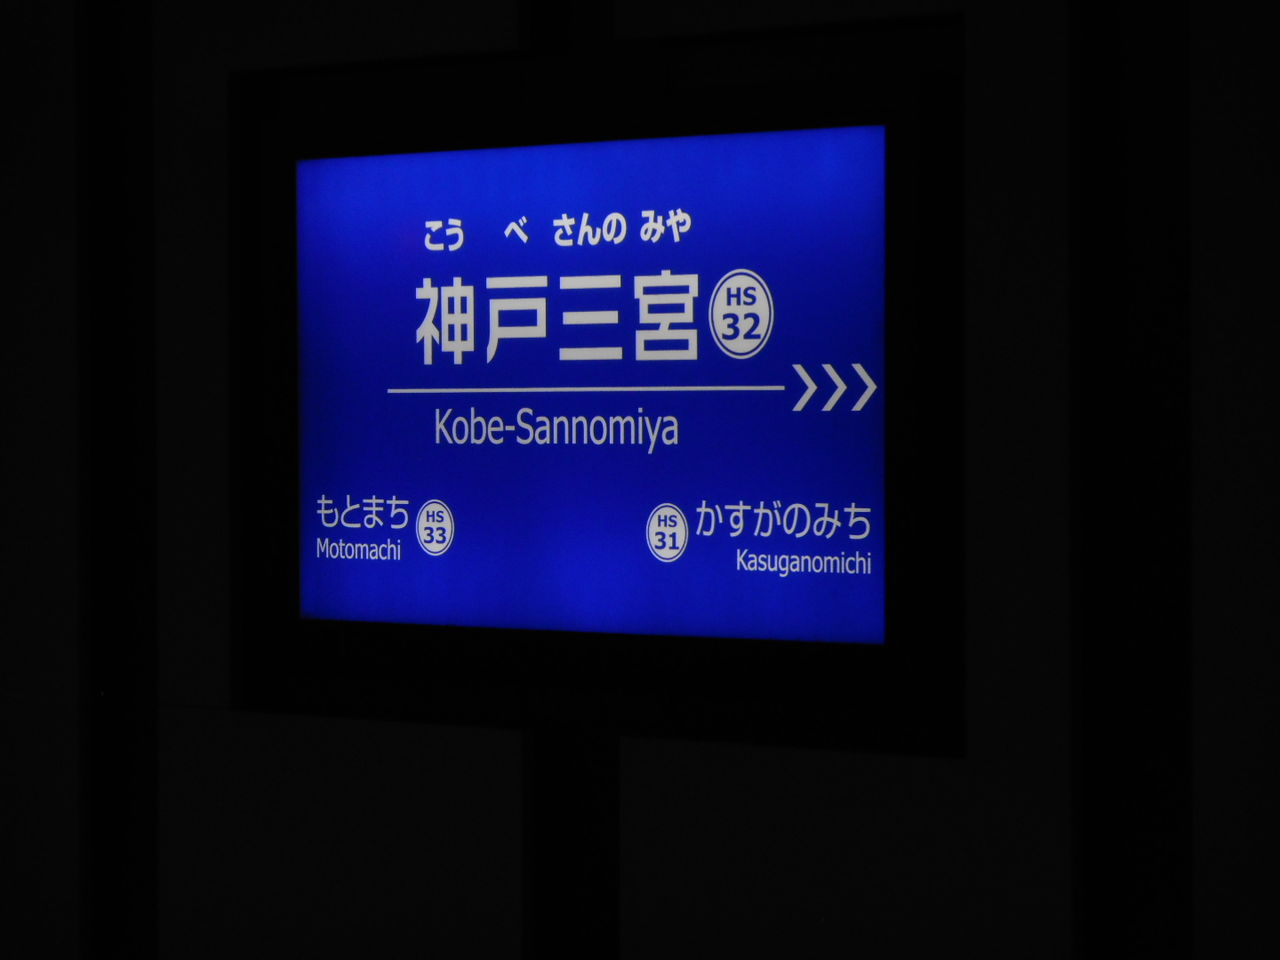 こう べ さんの みや
神戸三宮 HS 32
Kobe-Sannomiya
もとまち HS 33
Motomachi
HS 31 かすがのみち
Kasuganomichi